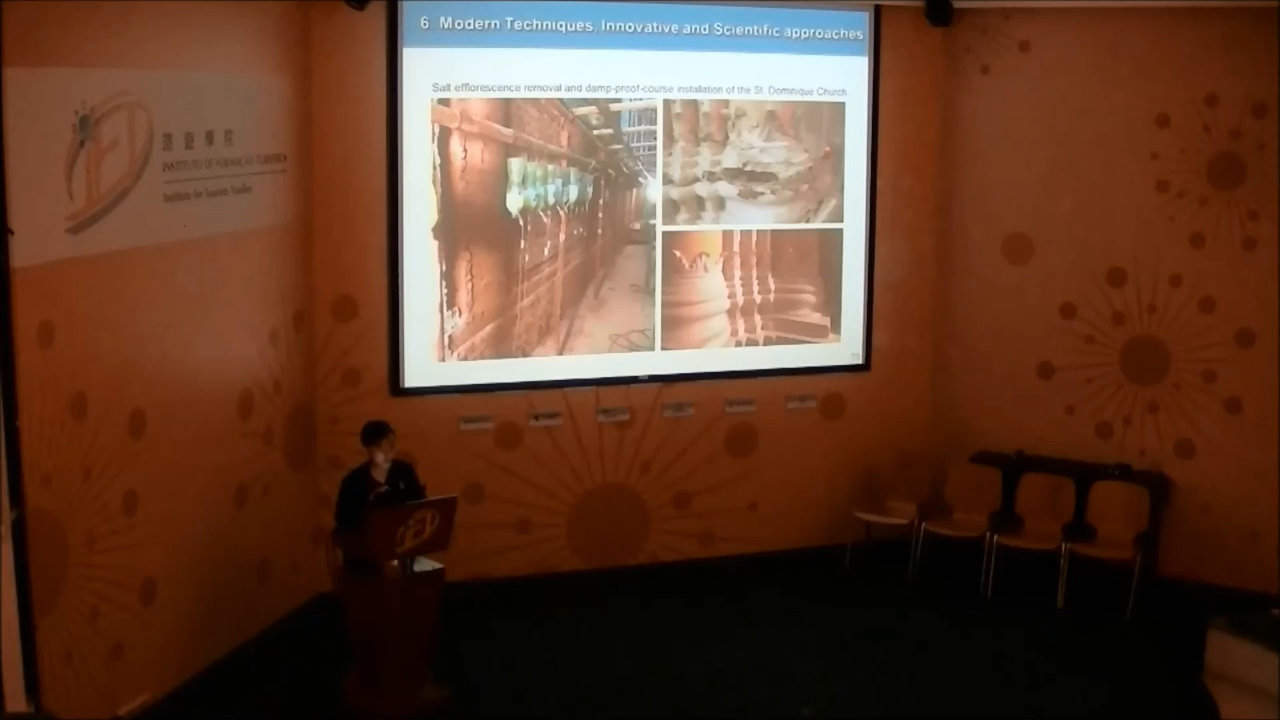 6 Modern Techniques, Innovative and Scientific approaches
Salt efflorescence removal and damp-proof-course installation of the St. Dominique Church
旅遊學院
INSTITUTO DE FORMAÇÃO TURÍSTICA
Institute for Tourism Studies